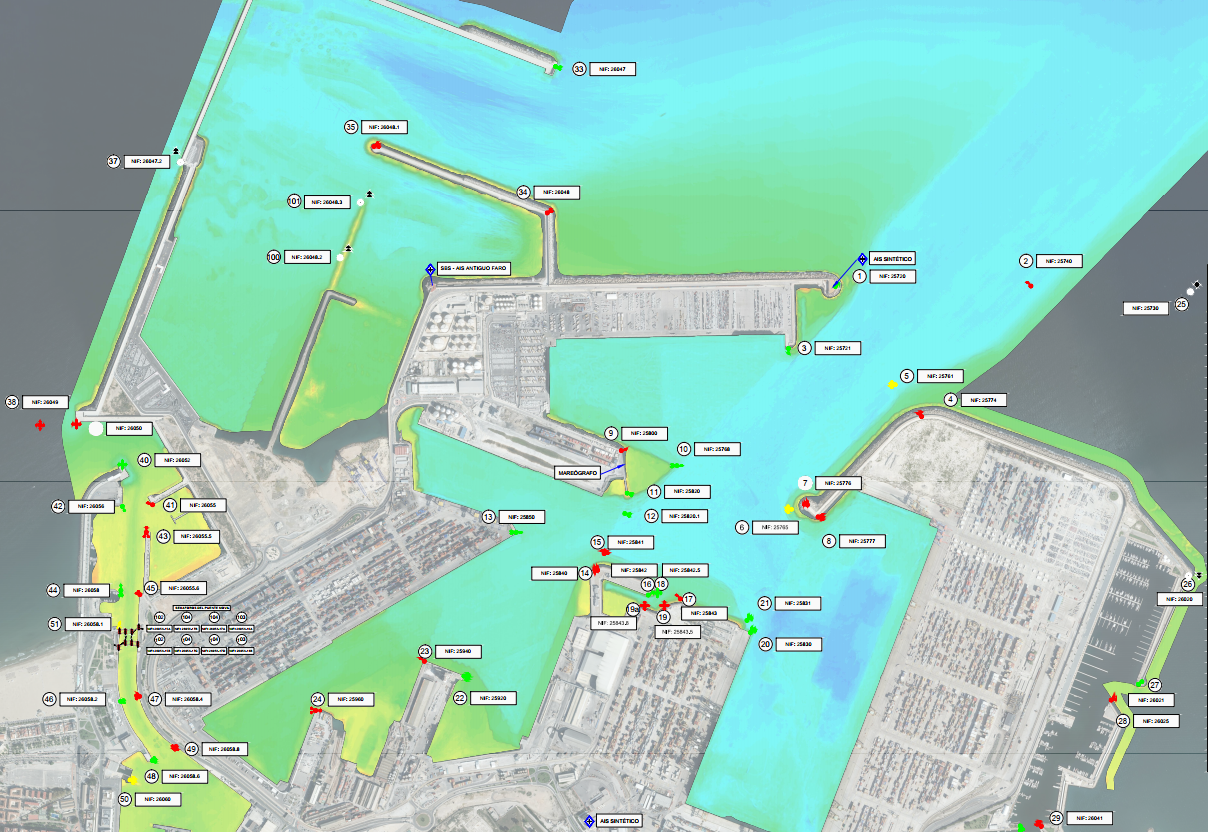 33 NIF: 26047
35 NIF: 26048.1
37 NIF: 26047.2
34 NIF: 26048
101 NIF: 26048.3
100 NIF: 26048.2
SBS - AIS ANTIGUO FARO
AIS SINTÉTICO
1 NIF: 25720
2 NIF: 25740
25
NIF: 25730
3 NIF: 25721
5 NIF: 25761
4 NIF: 25774
38 NIF: 26049
NIF: 26050
9 NIF: 25800
10 NIF: 25768
40 NIF: 26052
MAREÓGRAFO
7 NIF: 25776
11 NIF: 25820
42 NIF: 26056
41 NIF: 26055
12 NIF: 25820.1
13 NIF: 25850
6 NIF: 25765
43 NIF: 26055.5
8 NIF: 25777
15 NIF: 25841
14 NIF: 25840
NIF: 25842
NIF: 25842.5
16 18
26
NIF: 26020
44 NIF: 26058
45 NIF: 26055.6
17
19a
19
NIF: 25843
21 NIF: 25831
51 NIF: 26058.1
NIF: 25843.5
20 NIF: 25830
23 NIF: 25940
22 NIF: 25920
46 NIF: 26058.2
47 NIF: 26058.4
24 NIF: 25960
27
NIF: 26021
28 NIF: 26025
49 NIF: 26058.8
48 NIF: 26058.6
50 NIF: 26060
29 NIF: 26041
AIS SINTÉTICO